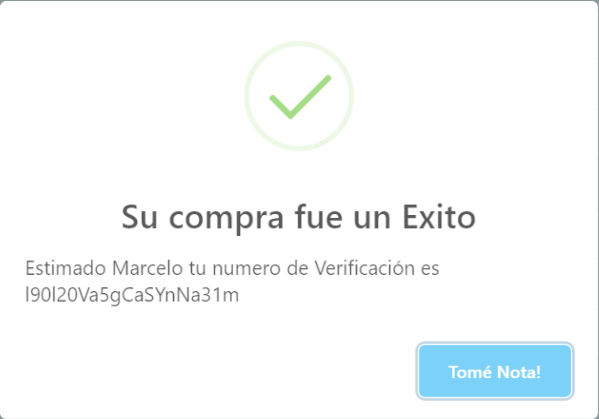 Su compra fue un Exito
Estimado Marcelo tu numero de Verificación es
l90l20Va5gCaSYnNa31m
Tomé Nota!